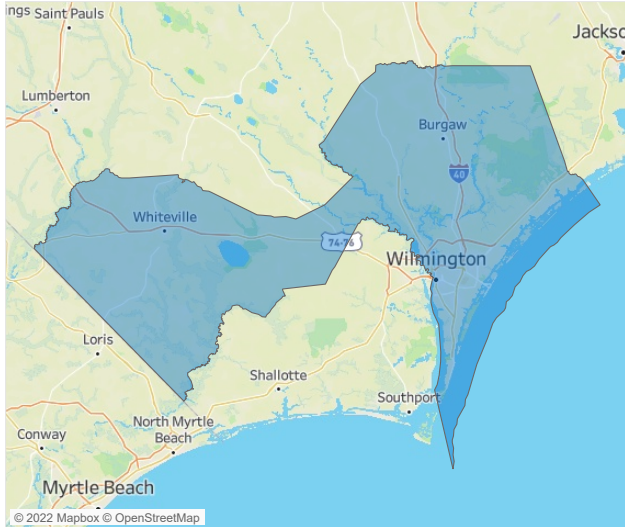 ngs
Saint Pauls
Jackso
Lumberton
Burgaw
40
Whiteville
74-76
Wilmington
Loris
Shallotte
Southport
North Myrtle
Beach
Conway
Myrtle Beach
© 2022 Mapbox © OpenStreetMap